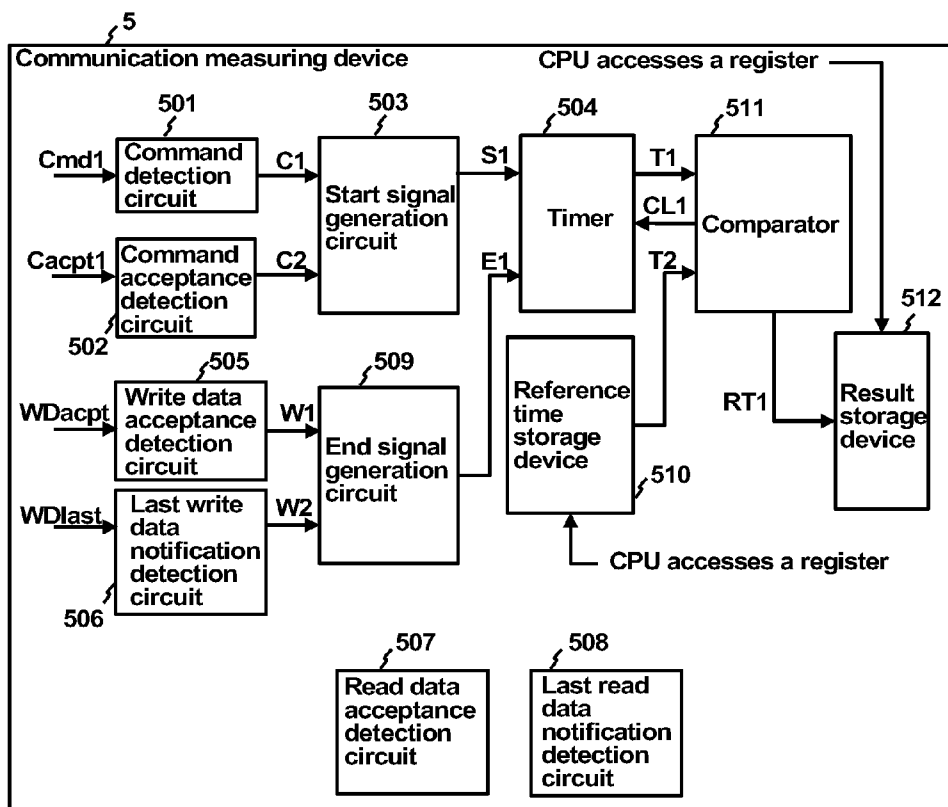 5
Communication measuring device
CPU accesses a register
501
503
504
511
Cmd1
Command
detection
circuit
C1
Start signal
generation
circuit
S1
Timer
T1
CL1
Comparator
Cacpt1
Command
acceptance
detection
circuit
C2
E1
T2
502
512
505
509
WDacpt
Write data
acceptance
detection
circuit
W1
End signal
generation
circuit
Reference
time
storage
device
RT1
Result
storage
device
510
WDlast
Last write
data
notification
detection
circuit
W2
506
CPU accesses a register
507
508
Read data
acceptance
detection
circuit
Last read
data
notification
detection
circuit